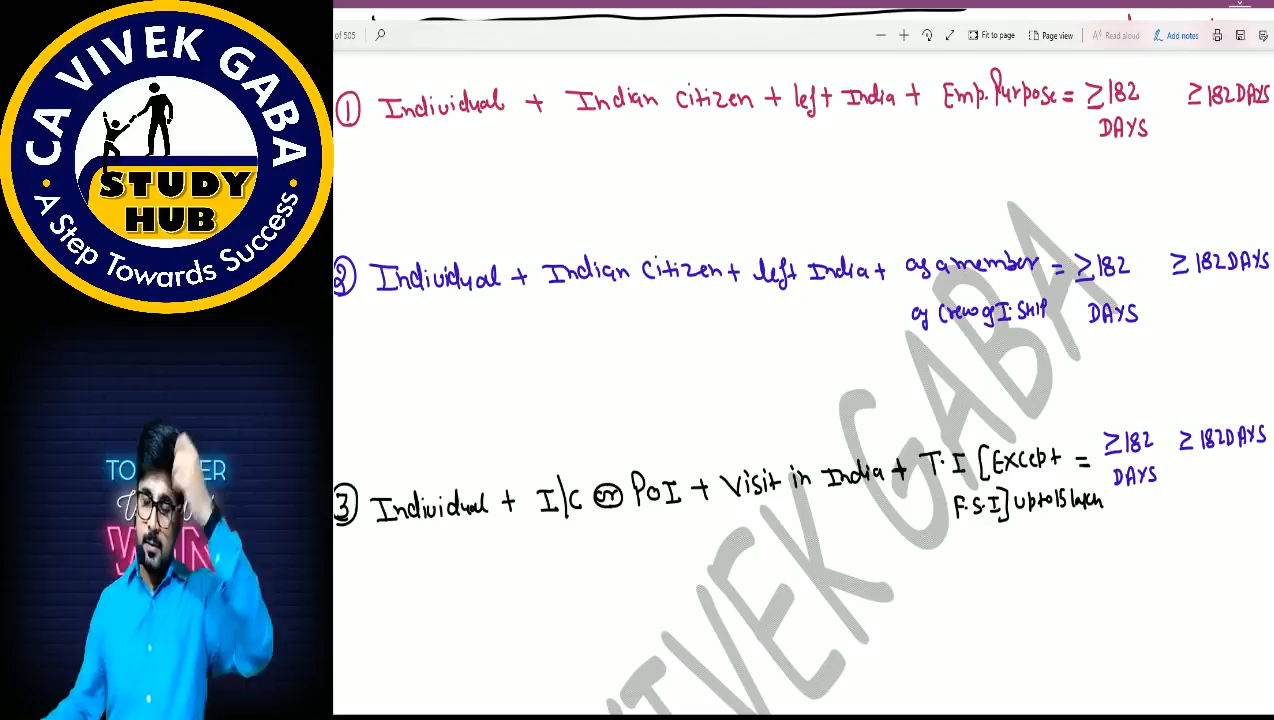 CA VIVEK GABA
STUDY
HUB
A Step Towards Success
of 505
Fit to page
Page view
Read aloud
Add notes
① Individual + Indian Citizen + left India + Emp. Purpose = ≥182 ≥182 DAYS
DAYS
② Individual + Indian Citizen + left India + as a member = ≥182 ≥182 DAYS
of Crew of I. SHIP DAYS
③ Individual + I/C or PoI + Visit in India + T.I [Except = ≥182 ≥182 DAYS
F.S.I] upto 15 lakh DAYS
VIVEK GABA